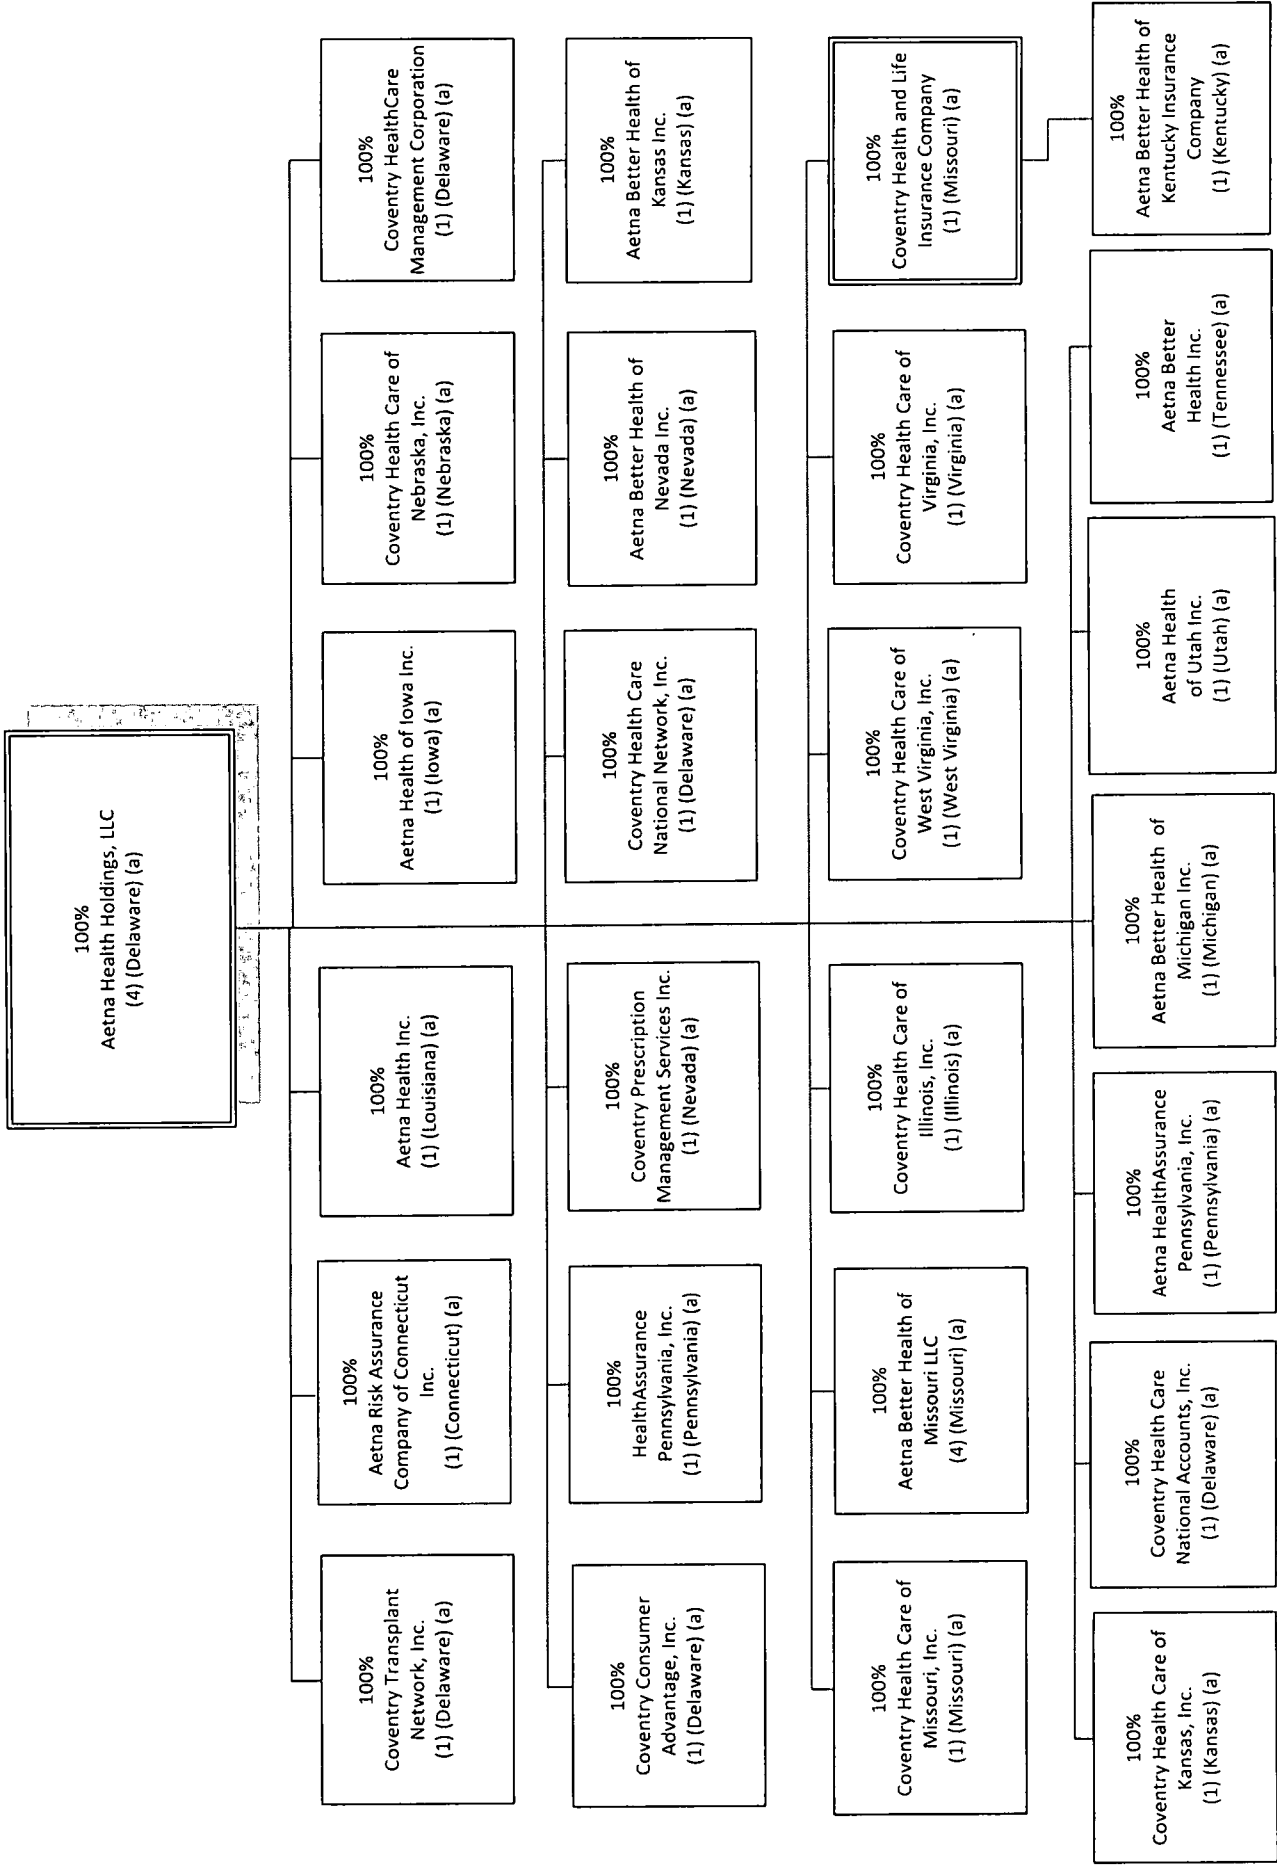 100%
Aetna Health Holdings, LLC
(4) (Delaware) (a)
100%
Coventry Transplant
Network, Inc.
(1) (Delaware) (a)
100%
Aetna Risk Assurance
Company of Connecticut
Inc.
(1) (Connecticut) (a)
100%
Aetna Health Inc.
(1) (Louisiana) (a)
100%
Aetna Health of Iowa Inc.
(1) (Iowa) (a)
100%
Coventry Health Care of
Nebraska, Inc.
(1) (Nebraska) (a)
100%
Coventry HealthCare
Management Corporation
(1) (Delaware) (a)
100%
Coventry Consumer
Advantage, Inc.
(1) (Delaware) (a)
100%
HealthAssurance
Pennsylvania, Inc.
(1) (Pennsylvania) (a)
100%
Coventry Prescription
Management Services Inc.
(1) (Nevada) (a)
100%
Coventry Health Care
National Network, Inc.
(1) (Delaware) (a)
100%
Aetna Better Health of
Nevada Inc.
(1) (Nevada) (a)
100%
Aetna Better Health of
Kansas Inc.
(1) (Kansas) (a)
100%
Coventry Health Care of
Missouri, Inc.
(1) (Missouri) (a)
100%
Aetna Better Health of
Missouri LLC
(4) (Missouri) (a)
100%
Coventry Health Care of
Illinois, Inc.
(1) (Illinois) (a)
100%
Coventry Health Care of
West Virginia, Inc.
(1) (West Virginia) (a)
100%
Coventry Health Care of
Virginia, Inc.
(1) (Virginia) (a)
100%
Coventry Health and Life
Insurance Company
(1) (Missouri) (a)
100%
Coventry Health Care of
Kansas, Inc.
(1) (Kansas) (a)
100%
Coventry Health Care
National Accounts, Inc.
(1) (Delaware) (a)
100%
Aetna HealthAssurance
Pennsylvania, Inc.
(1) (Pennsylvania) (a)
100%
Aetna Better Health of
Michigan Inc.
(1) (Michigan) (a)
100%
Aetna Health
of Utah Inc.
(1) (Utah) (a)
100%
Aetna Better
Health Inc.
(1) (Tennessee) (a)
100%
Aetna Better Health of
Kentucky Insurance
Company
(1) (Kentucky) (a)